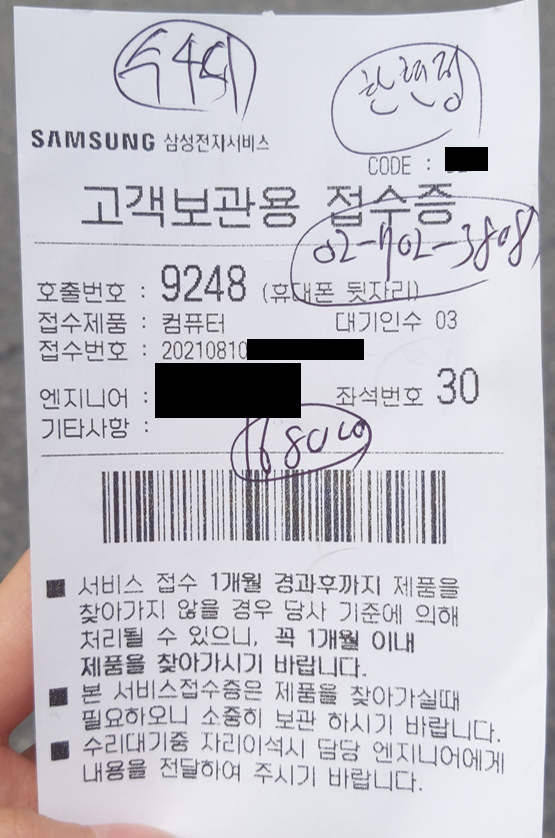 수4시
한현정
SAMSUNG 삼성전자서비스
CODE :
고객보관용 접수증
02-702-3808
호출번호 : 9248 (휴대폰 뒷자리)
접수제품 : 컴퓨터 대기인수 03
접수번호 : 20210810
엔지니어 : 좌석번호 30
기타사항 :
168000
■ 서비스 접수 1개월 경과후까지 제품을
찾아가지 않을 경우 당사 기준에 의해
처리될 수 있으니, 꼭 1개월 이내
제품을 찾아가시기 바랍니다.
■ 본 서비스접수증은 제품을 찾아가실때
필요하오니 소중히 보관 하시기 바랍니다.
■ 수리대기중 자리이석시 담당 엔지니어에게
내용을 전달하여 주시기 바랍니다.